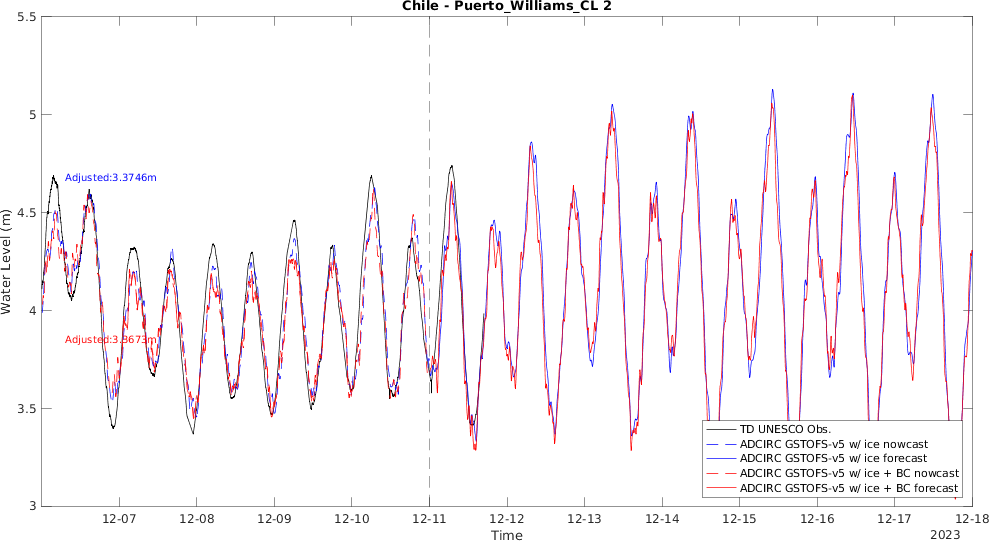 Chile - Puerto_Williams_CL 2
5.5
5
4.5
4
3.5
3
Water Level (m)
Adjusted:3.3746m
Adjusted:3.3673m
TD UNESCO Obs.
ADCIRC GSTOFS-v5 w/ ice nowcast
ADCIRC GSTOFS-v5 w/ ice forecast
ADCIRC GSTOFS-v5 w/ ice + BC nowcast
ADCIRC GSTOFS-v5 w/ ice + BC forecast
12-07 12-08 12-09 12-10 12-11 12-12 12-13 12-14 12-15 12-16 12-17 12-18
Time
2023